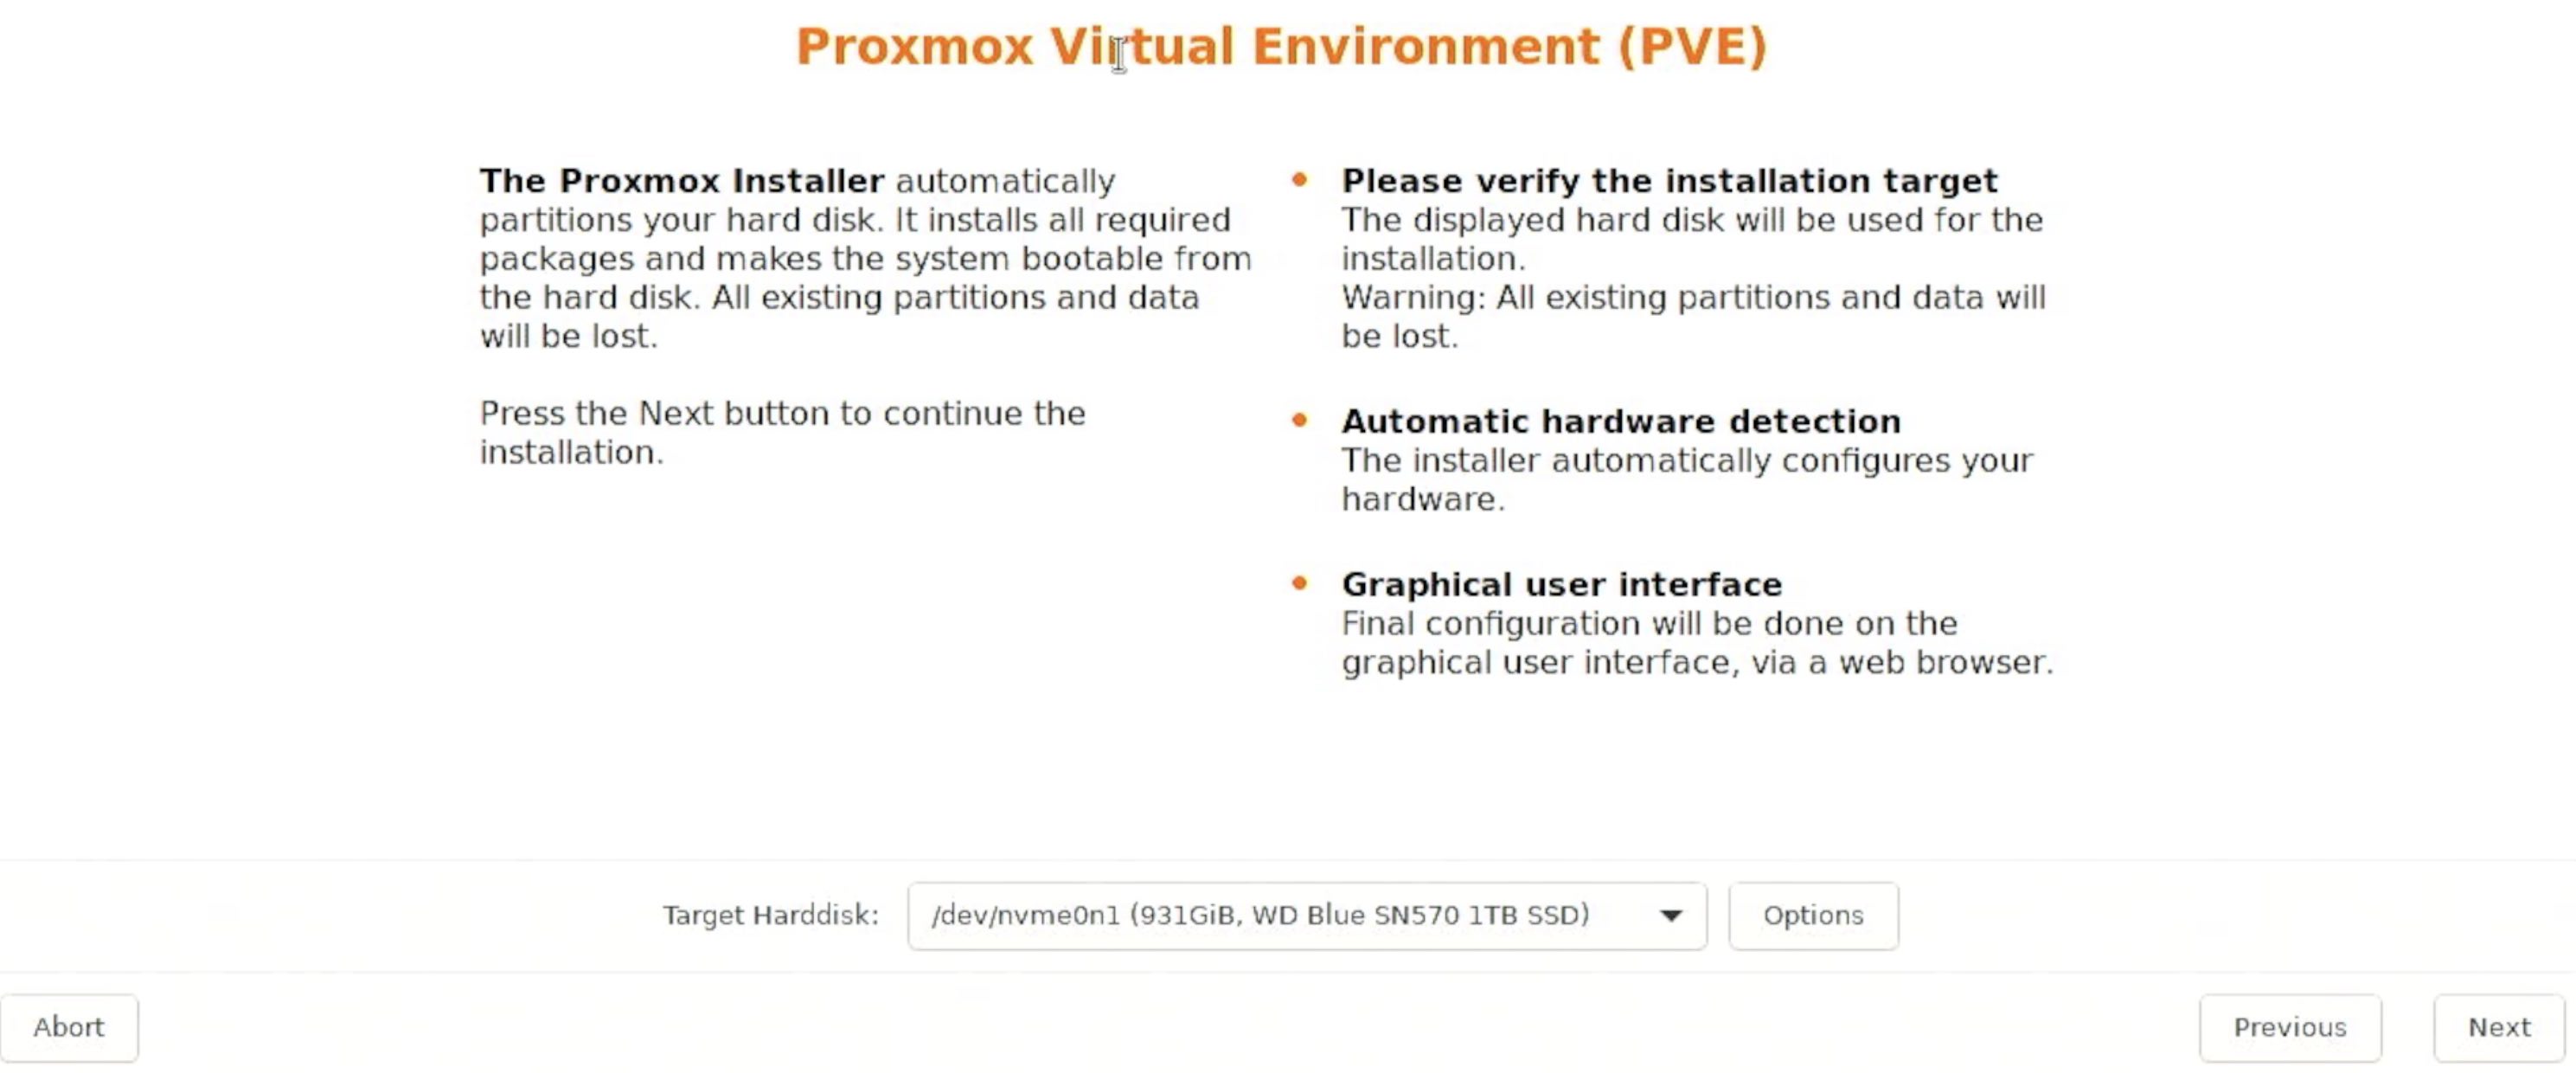 Proxmox Virtual Environment (PVE)
The Proxmox Installer automatically
partitions your hard disk. It installs all required
packages and makes the system bootable from
the hard disk. All existing partitions and data
will be lost.
Press the Next button to continue the
installation.
Please verify the installation target
The displayed hard disk will be used for the
installation.
Warning: All existing partitions and data will
be lost.
Automatic hardware detection
The installer automatically configures your
hardware.
Graphical user interface
Final configuration will be done on the
graphical user interface, via a web browser.
Target Harddisk: /dev/nvme0n1 (931GiB, WD Blue SN570 1TB SSD) Options
Abort Previous Next